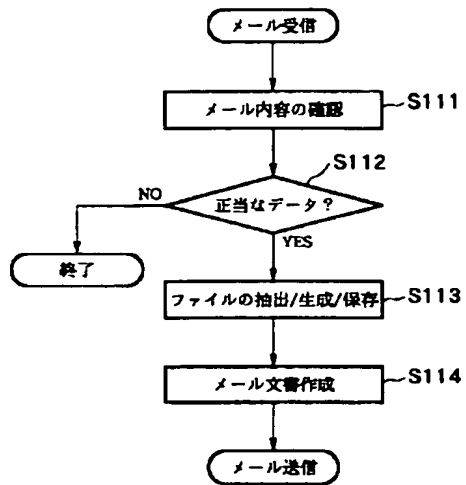 メール受信
メール内容の確認
S111
S112
正当なデータ？
NO
YES
終了
ファイルの抽出/生成/保存
S113
メール文書作成
S114
メール送信